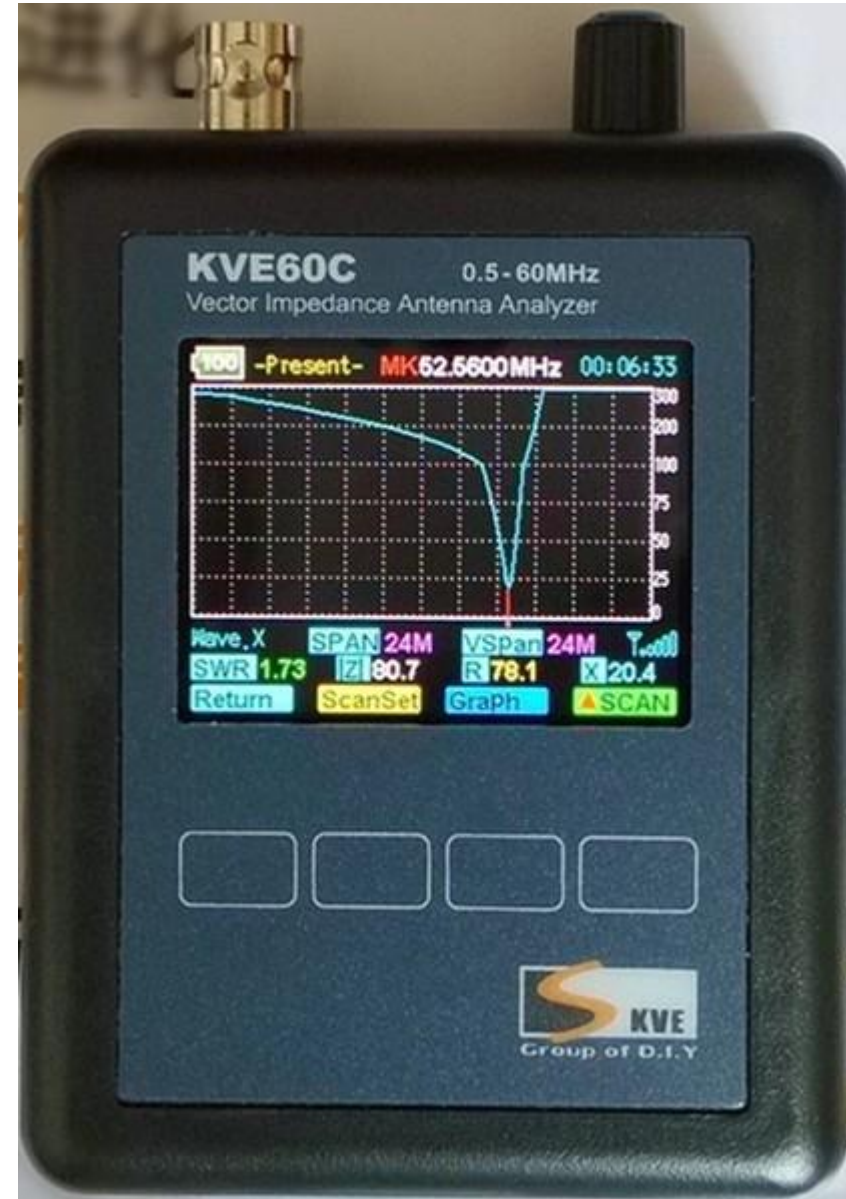 进化
KVE60C 0.5-60MHz
Vector Impedance Antenna Analyzer
100 -Present- MK52.5600MHz 00:06:33
300
200
100
75
50
25
0
Wave.X SPAN 24M VSpan 24M
SWR 1.73 |Z| 80.7 R 78.1 X 20.4
Return ScanSet Graph ▲SCAN
S KVE
Group of D.I.Y